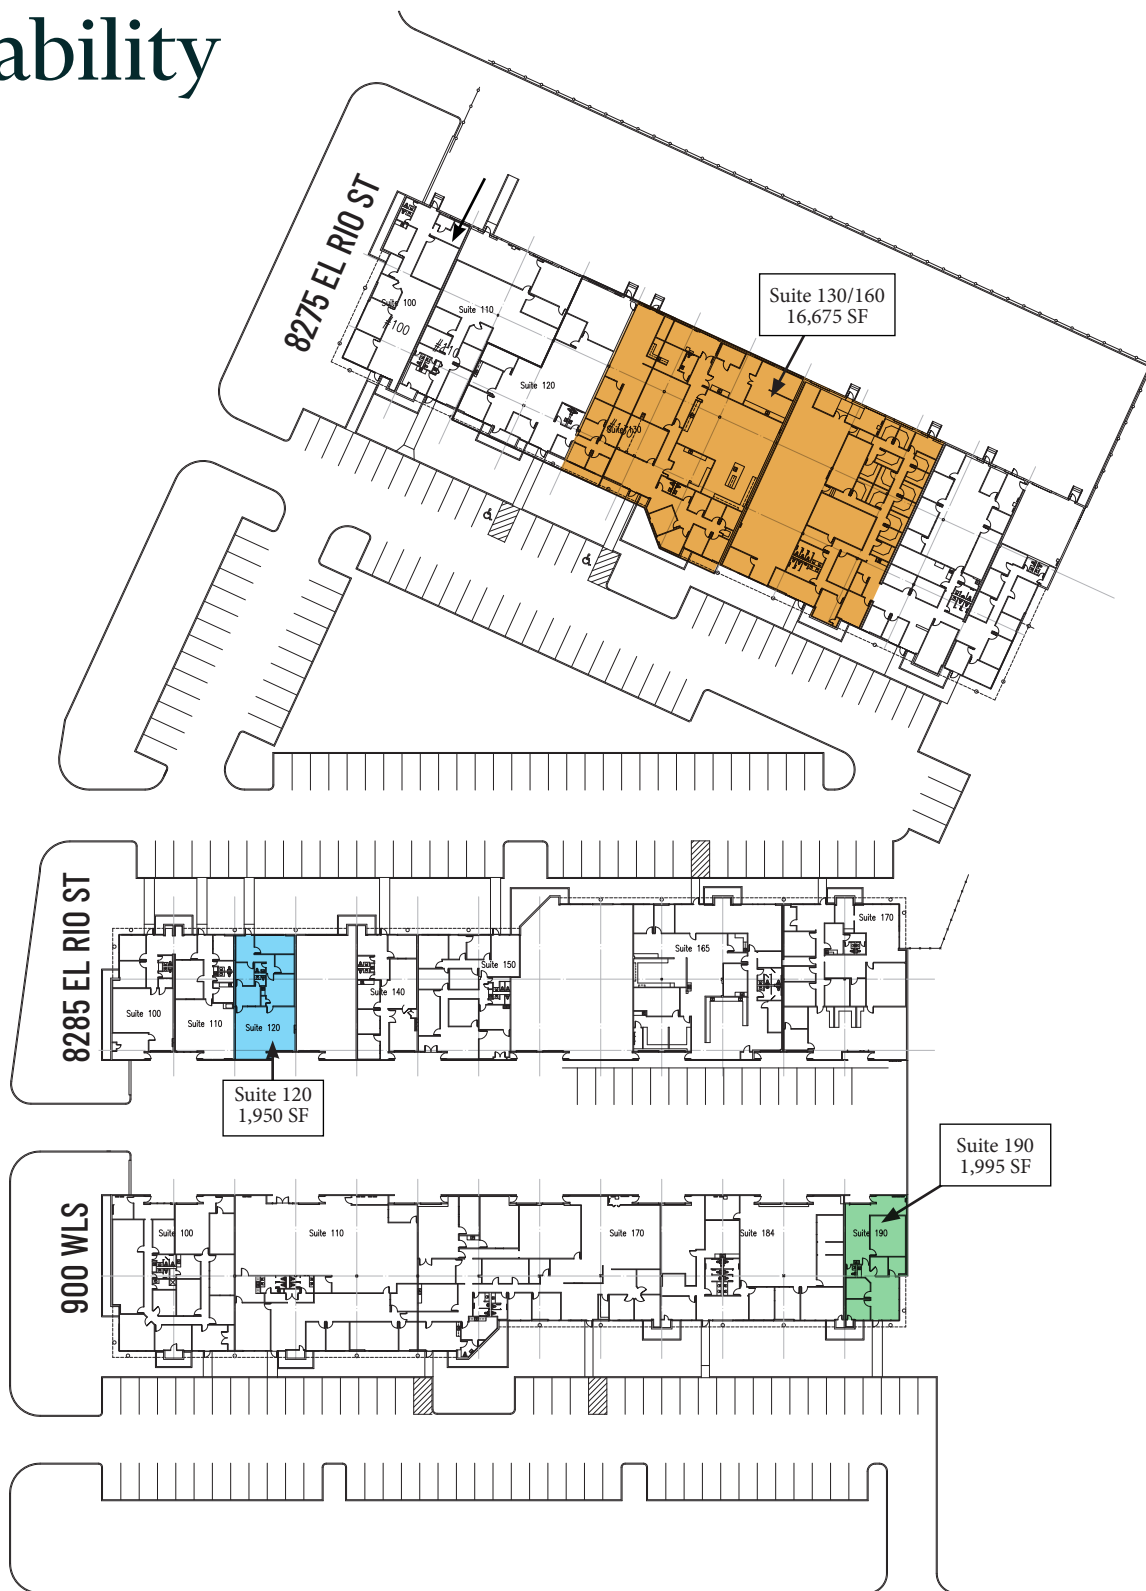 ability
8275 EL RIO ST
Suite 100
#100
Suite 110
#110
Suite 120
Suite 130
Suite 130/160
16,675 SF
8285 EL RIO ST
Suite 100
Suite 110
Suite 120
Suite 140
Suite 150
Suite 165
Suite 170
Suite 120
1,950 SF
Suite 190
1,995 SF
900 WLS
Suite 100
Suite 110
Suite 170
Suite 184
Suite 190